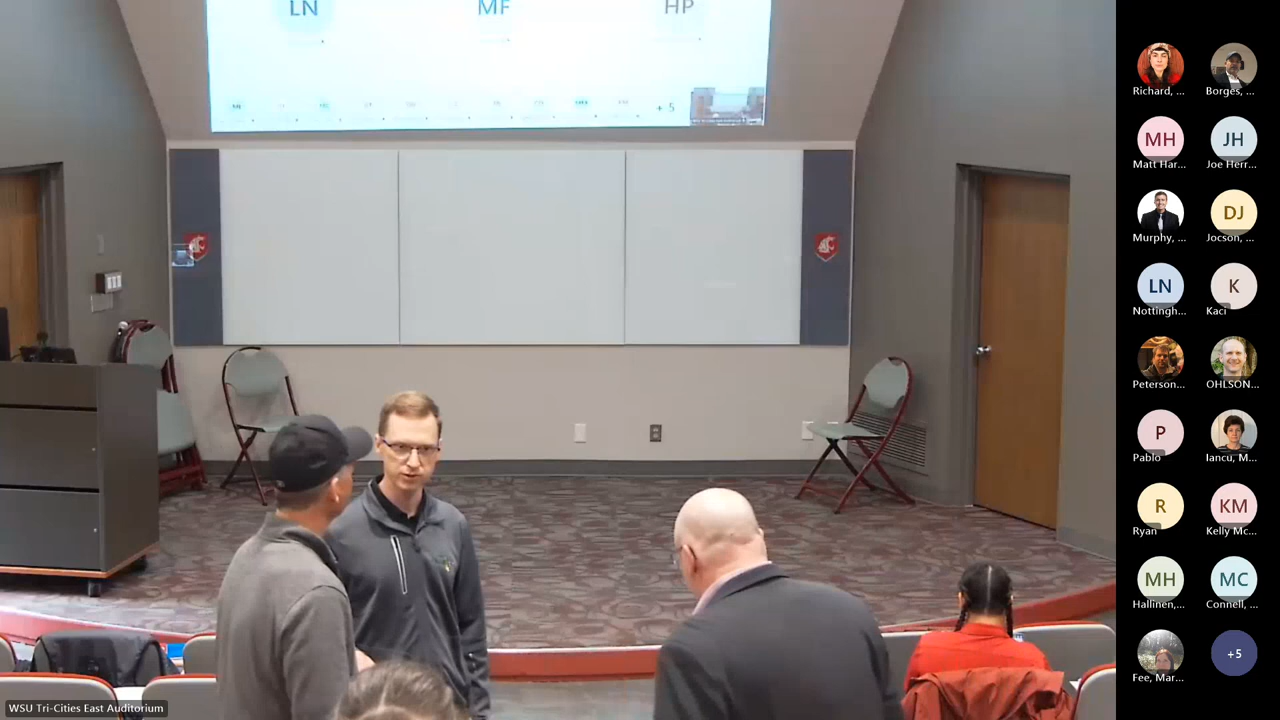 LN
MF
HP
+ 5
Richard, ...
Borges, ...
MH
JH
Matt Har...
Joe Herr...
DJ
Murphy, ...
Jocson, ...
LN
K
Nottingh...
Kaci
Peterson...
OHLSON...
P
Pablo
Iancu, M...
R
KM
Ryan
Kelly Mc...
MH
MC
Hallinen,...
Connell, ...
+5
Fee, Mar...
WSU Tri-Cities East Auditorium